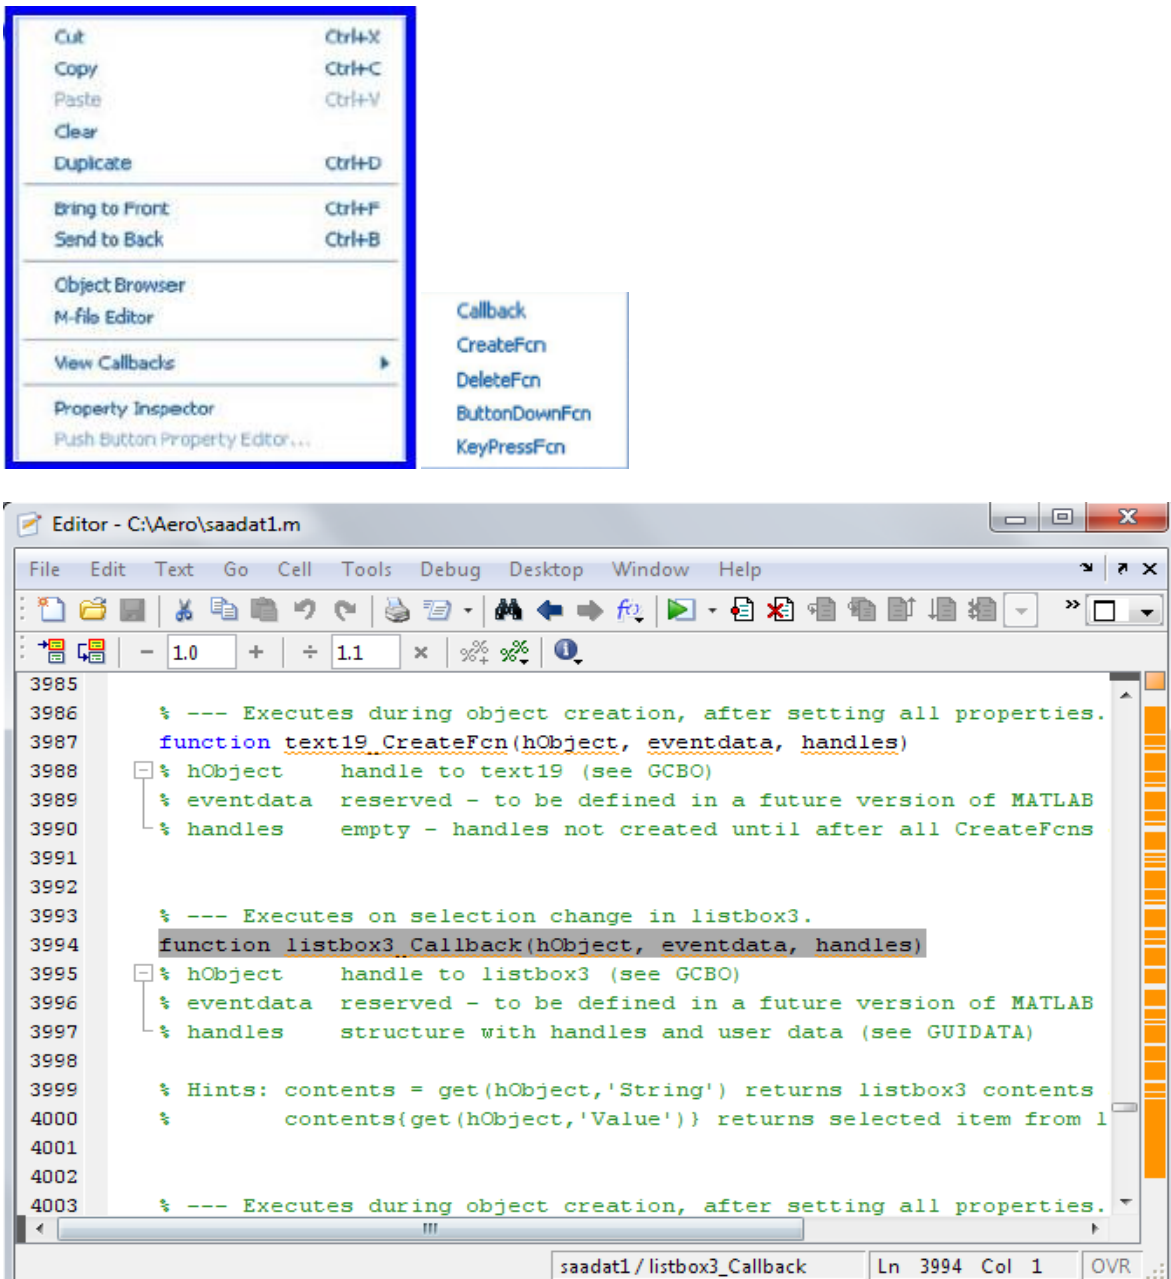 Cut Ctrl+X
Copy Ctrl+C
Paste Ctrl+V
Clear
Duplicate Ctrl+D
Bring to Front Ctrl+F
Send to Back Ctrl+B
Object Browser
M-file Editor
View Callbacks
Property Inspector
Push Button Property Editor...
Callback
CreateFcn
DeleteFcn
ButtonDownFcn
KeyPressFcn
Editor - C:\Aero\saadat1.m
File Edit Text Go Cell Tools Debug Desktop Window Help
- 1.0 + ÷ 1.1 ×
3985
3986 % --- Executes during object creation, after setting all properties.
3987 function text19_CreateFcn(hObject, eventdata, handles)
3988 % hObject    handle to text19 (see GCBO)
3989 % eventdata  reserved - to be defined in a future version of MATLAB
3990 % handles    empty - handles not created until after all CreateFcns
3991
3992
3993 % --- Executes on selection change in listbox3.
3994 function listbox3_Callback(hObject, eventdata, handles)
3995 % hObject    handle to listbox3 (see GCBO)
3996 % eventdata  reserved - to be defined in a future version of MATLAB
3997 % handles    structure with handles and user data (see GUIDATA)
3998
3999 % Hints: contents = get(hObject,'String') returns listbox3 contents
4000 %        contents{get(hObject,'Value')} returns selected item from l
4001
4002
4003 % --- Executes during object creation, after setting all properties.
saadat1 / listbox3_Callback Ln 3994 Col 1 OVR